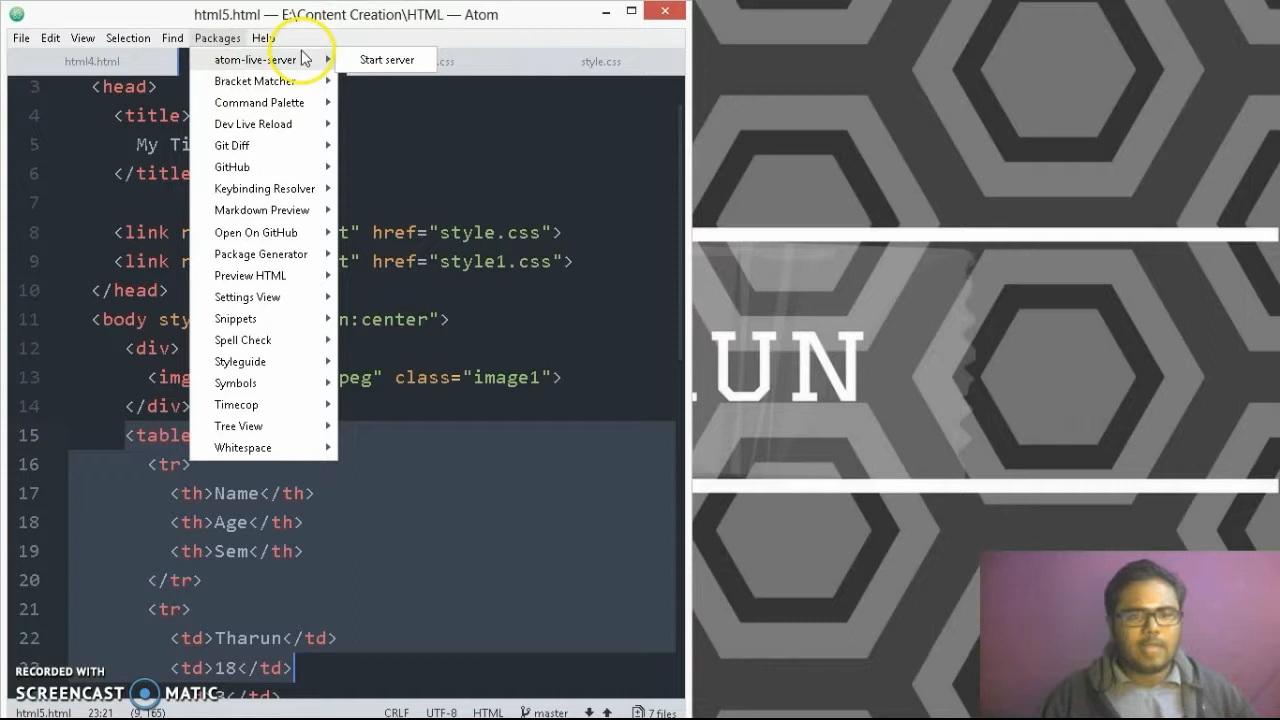 html5.html — E:\Content Creation\HTML — Atom
File Edit View Selection Find Packages Help
html4.html
.css
style.css
atom-live-server
Start server
Bracket Matcher
Command Palette
Dev Live Reload
Git Diff
GitHub
Keybinding Resolver
Markdown Preview
Open On GitHub
Package Generator
Preview HTML
Settings View
Snippets
Spell Check
Styleguide
Symbols
Timecop
Tree View
Whitespace
3 <head>
4 <title>
5 My Ti
6 </title
7
8 <link r t" href="style.css">
9 <link r t" href="style1.css">
10 </head>
11 <body sty n:center">
12 <div>
13 <img peg" class="image1">
14 </div>
15 <table
16 <tr>
17 <th>Name</th>
18 <th>Age</th>
19 <th>Sem</th>
20 </tr>
21 <tr>
22 <td>Tharun</td>
23 <td>18</td>
RECORDED WITH
SCREENCAST MATIC
html5.html 23:21 (9, 165) CRLF UTF-8 HTML master 7 files
UN